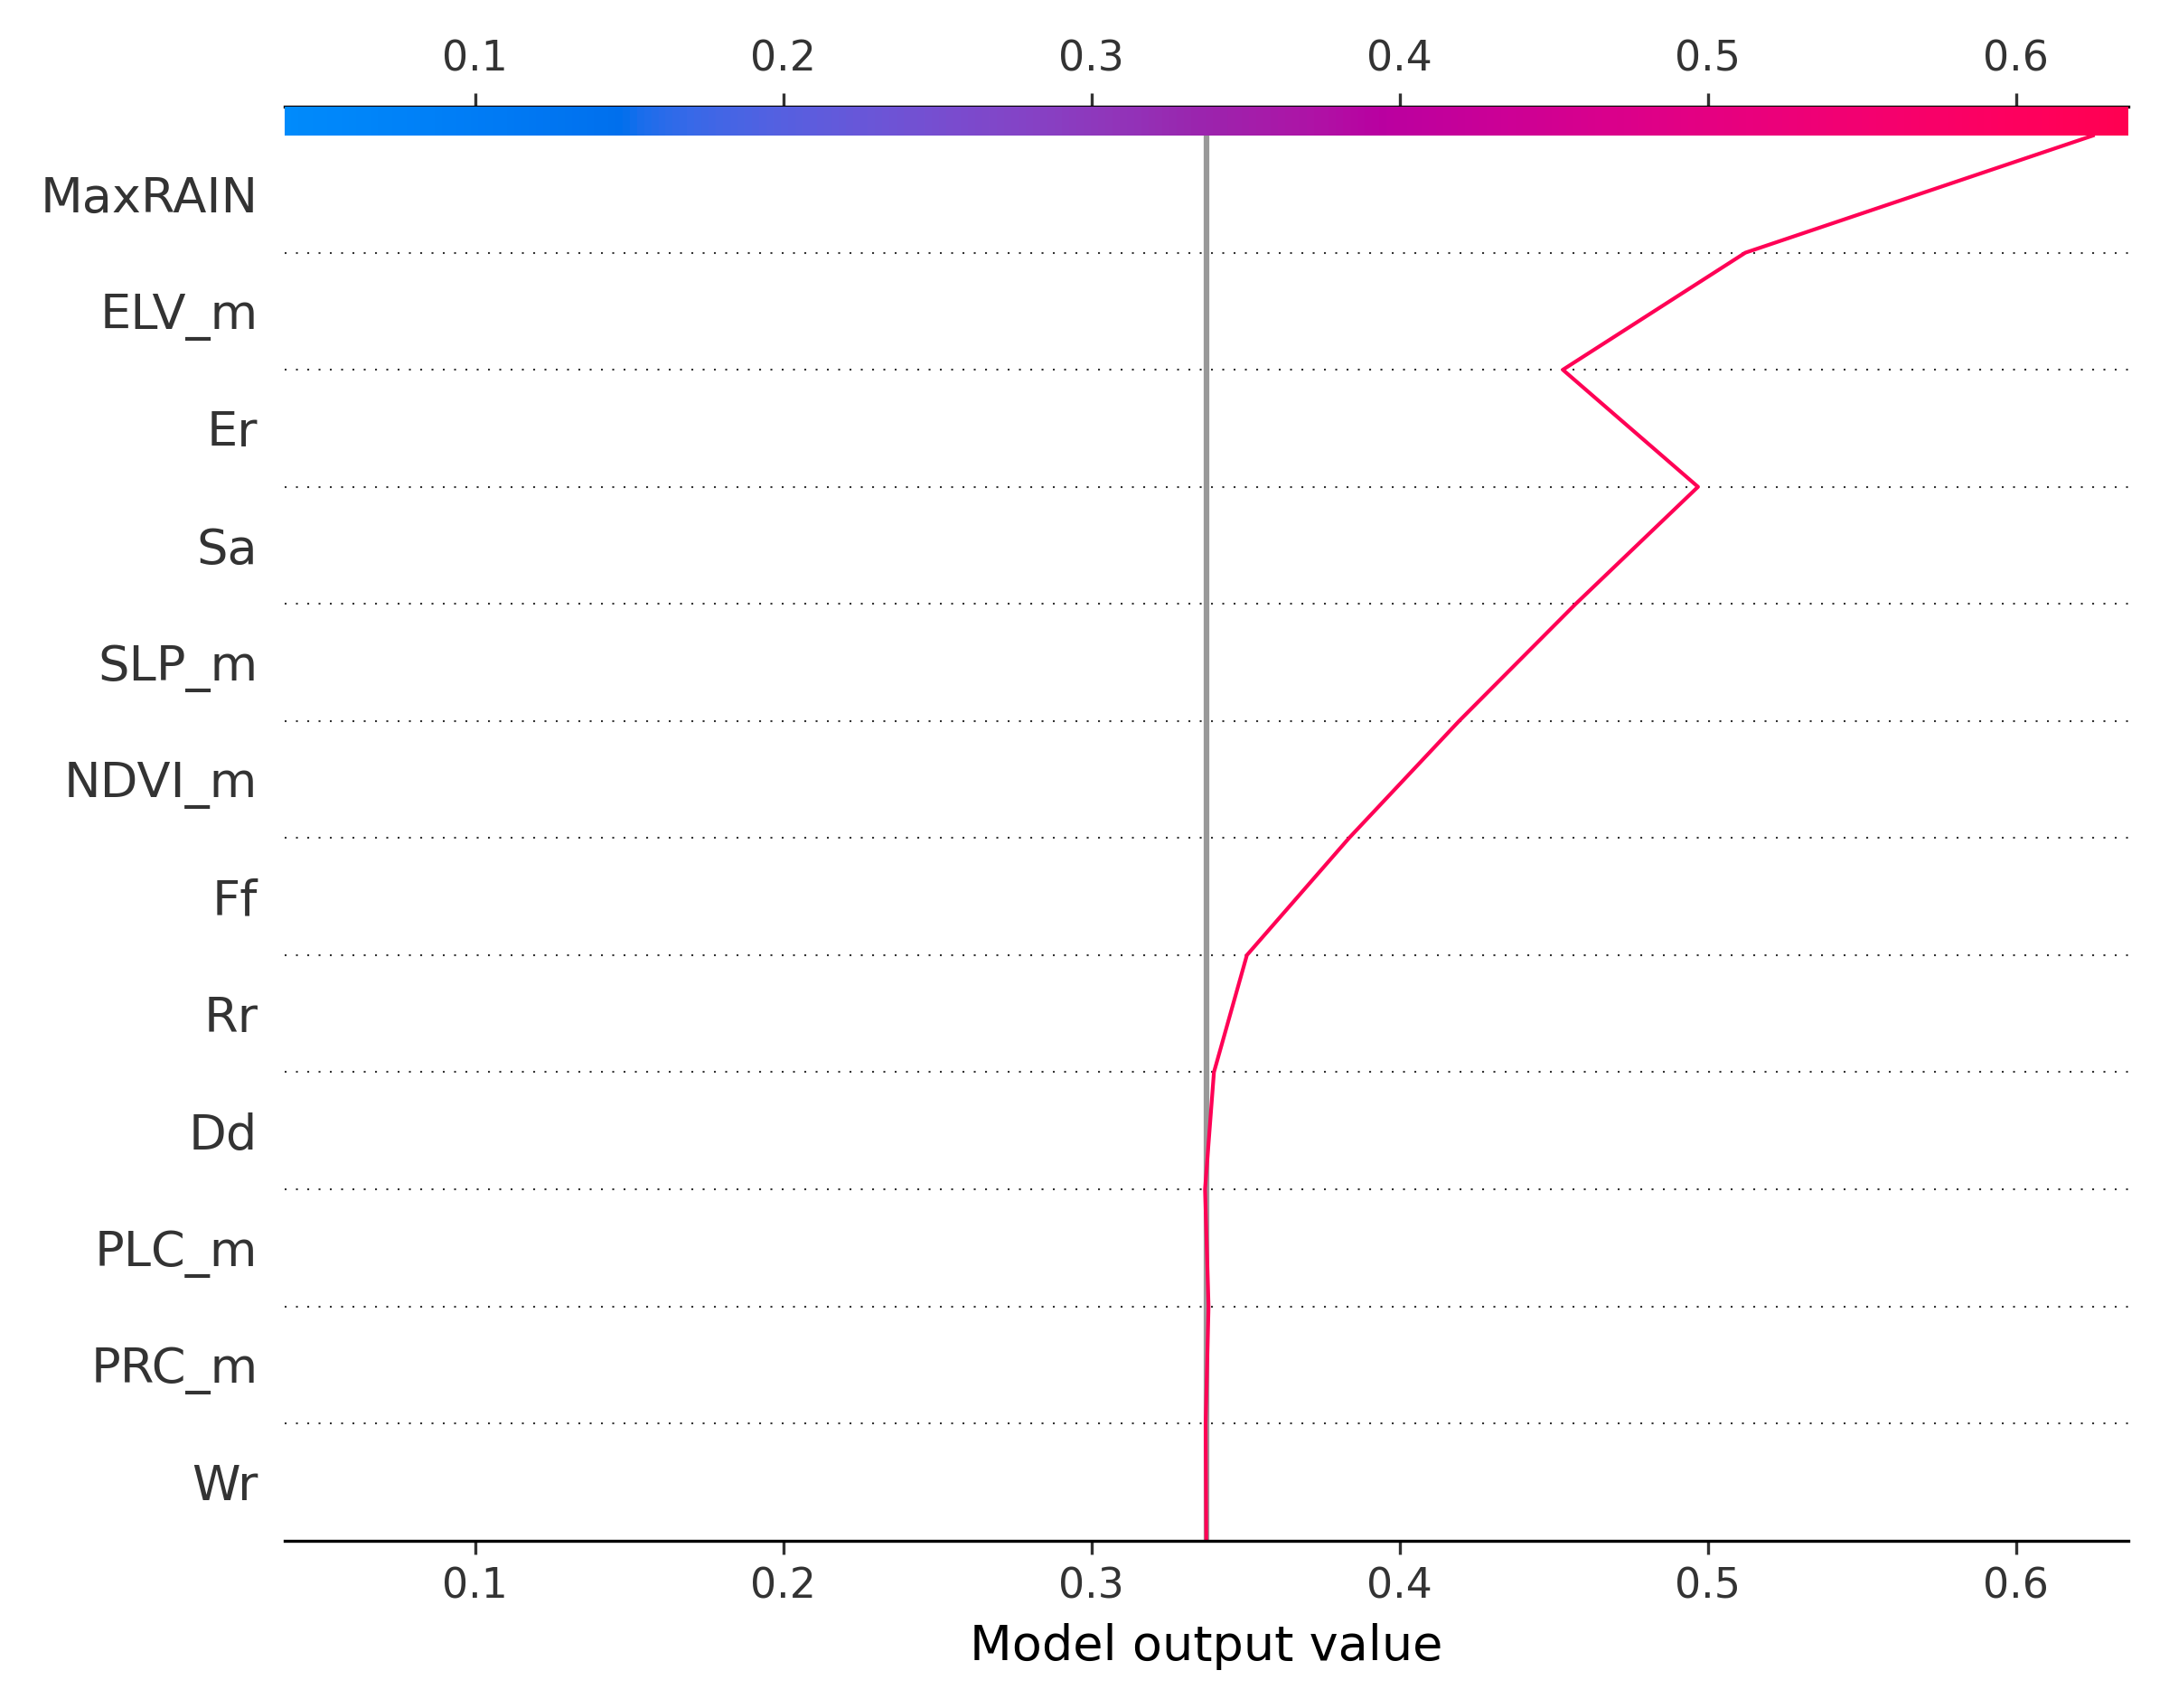 0.1 0.2 0.3 0.4 0.5 0.6
MaxRAIN
ELV_m
Er
Sa
SLP_m
NDVI_m
Ff
Rr
Dd
PLC_m
PRC_m
Wr
0.1 0.2 0.3 0.4 0.5 0.6
Model output value